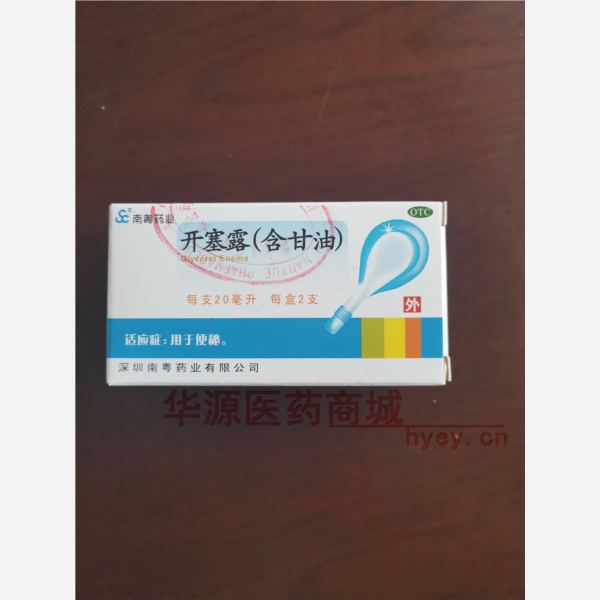 南粤药业
OTC
开塞露(含甘油)
Glycerol Enema
NANYUE PHARMA
每支20毫升 每盒2支
外
适应症:用于便秘。
深圳南粤药业有限公司
华源医药商城
hyey.cn